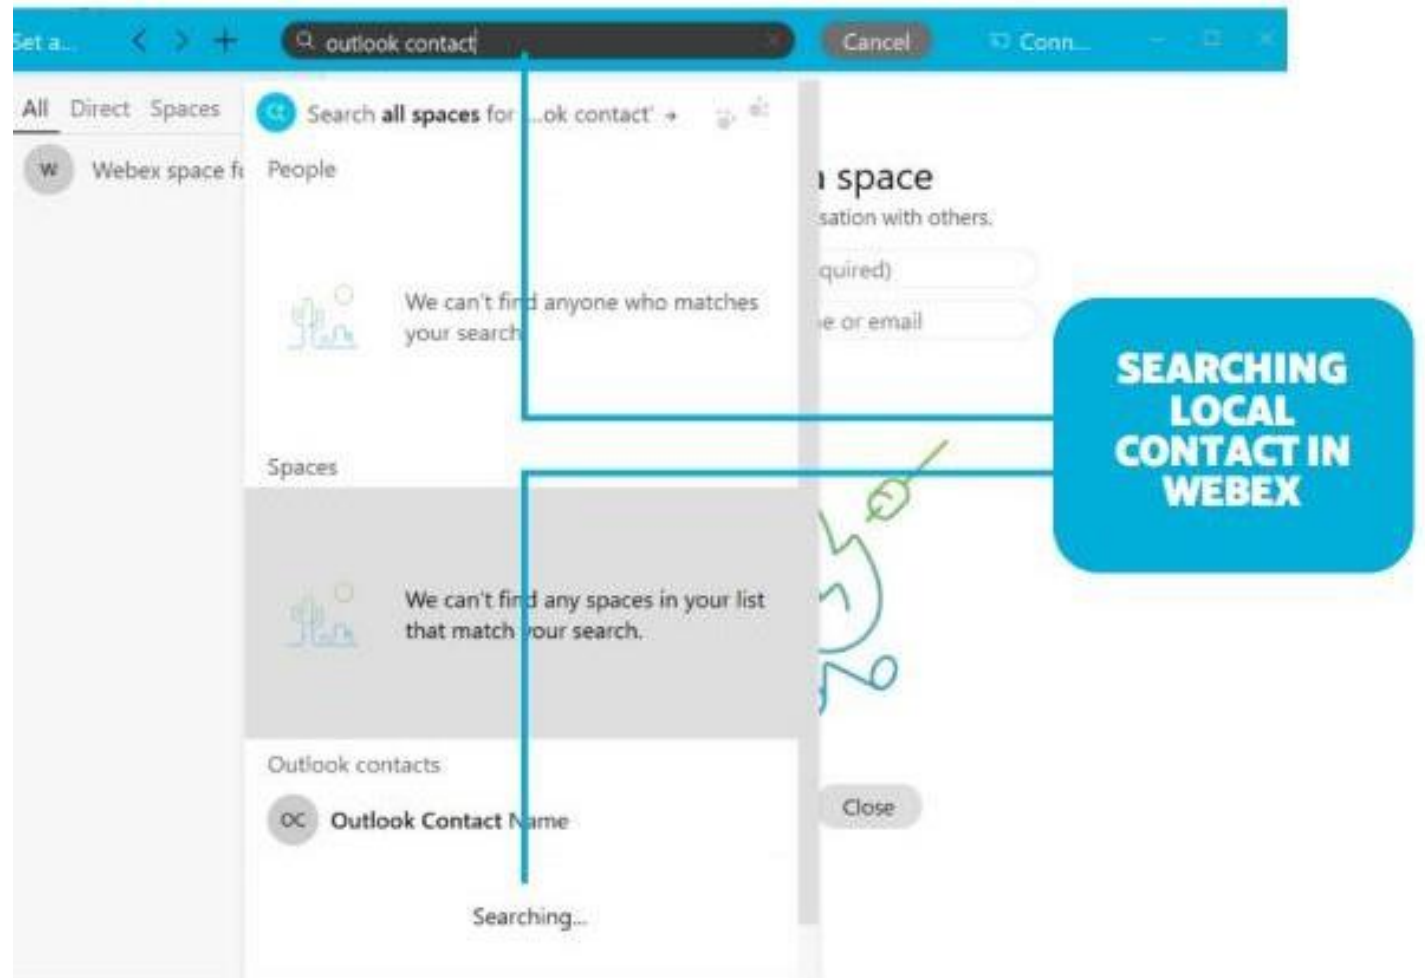 Set a...
outlook contact
Cancel
Conn...
All Direct Spaces
Search all spaces for ...ok contact' →
W Webex space f
People
space
sation with others.
We can't find anyone who matches
your search
quired)
e or email
SEARCHING
LOCAL
CONTACT IN
WEBEX
Spaces
We can't find any spaces in your list
that match your search.
Outlook contacts
OC Outlook Contact Name
Close
Searching...